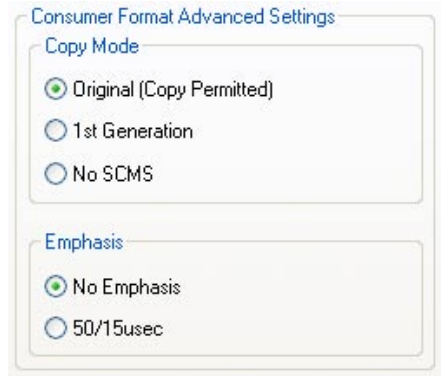 Consumer Format Advanced Settings
Copy Mode
Original (Copy Permitted)
1st Generation
No SCMS
Emphasis
No Emphasis
50/15usec